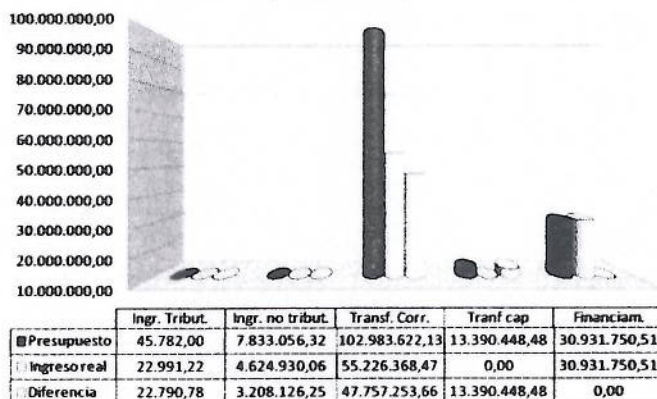 100.000.000,00
90.000.000,00
80.000.000,00
70.000.000,00
60.000.000,00
50.000.000,00
40.000.000,00
30.000.000,00
20.000.000,00
10.000.000,00
Ingr. Tribut. Ingr. no tribut. Transf. Corr. Tranf cap Financiam.
Presupuesto 45.782,00 7.833.056,32 102.983.622,13 13.390.448,48 30.931.750,51
Ingreso real 22.991,22 4.624.930,06 55.226.368,47 0,00 30.931.750,51
Diferencia 22.790,78 3.208.126,25 47.757.253,66 13.390.448,48 0,00